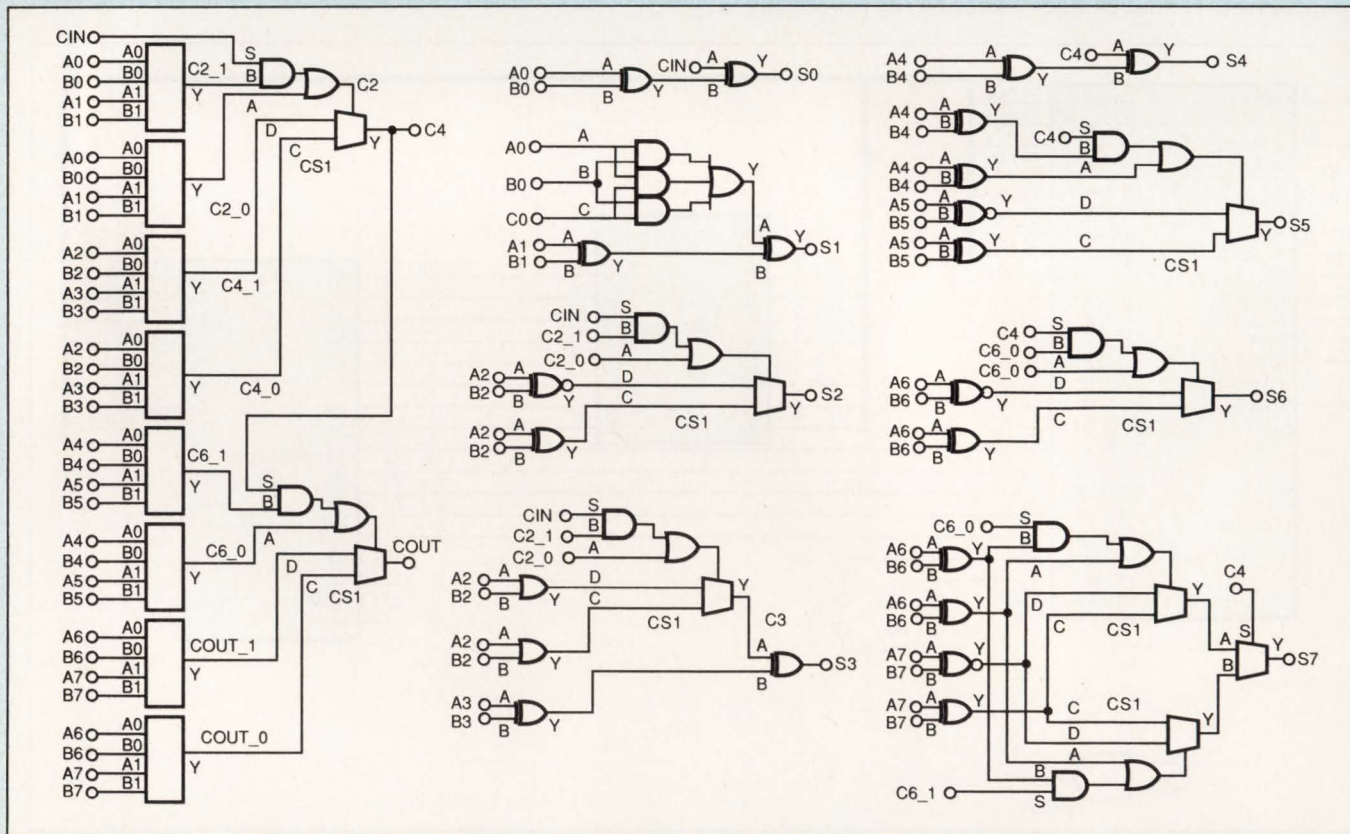 CIN
A0 A0 S
B0 B0 C2_1 B
A1 A1 Y C2
B1 B1 A
D C4
A0 A0 C Y
B0 B0 CS1
A1 A1 Y
B1 B1 C2_0
A2 A0
B2 B0
A3 A1 Y C4_1
B3 B1
A2 A0
B2 B0
A3 A1 Y C4_0
B3 B1
A4 A0
B4 B0 C6_1
A5 A1 Y S
B5 B1 B
A4 A0 A
B4 B0 C6_0 COUT
A5 A1 Y D
B5 B1 C CS1
A6 A0
B6 B0 COUT_1
A7 A1 Y
B7 B1
A6 A0 COUT_0
B6 B0
A7 A1 Y
B7 B1
A0 A CIN A Y S0
B0 B Y B
A0 A
B0 B Y
C0 C
A1 A A Y S1
B1 B Y B
CIN S
C2_1 B
C2_0 A
A2 A D
B2 B Y C Y S2
A2 A CS1
B2 B Y
CIN S
C2_1 B
C2_0 A
A2 A D Y
B2 B Y C
CS1 C3
A2 A
B2 B Y A S3
A3 A B
B3 B Y
A4 A C4 A Y S4
B4 B Y B
A4 A Y C4 S
B4 B B
A4 A Y A
B4 B
A5 A Y D
B5 B Y S5
A5 A Y C
B5 B CS1
C4 S
C6_0 B
C6_0 A
A6 A D
B6 B Y C Y S6
A6 A CS1
B6 B Y
C6_0 S
A6 A Y B
B6 B A C4
A6 A Y D Y
B6 B C CS1 S
A7 A Y A Y S7
B7 B B
A7 A Y C CS1 Y
B7 B D
A
B
C6_1 S